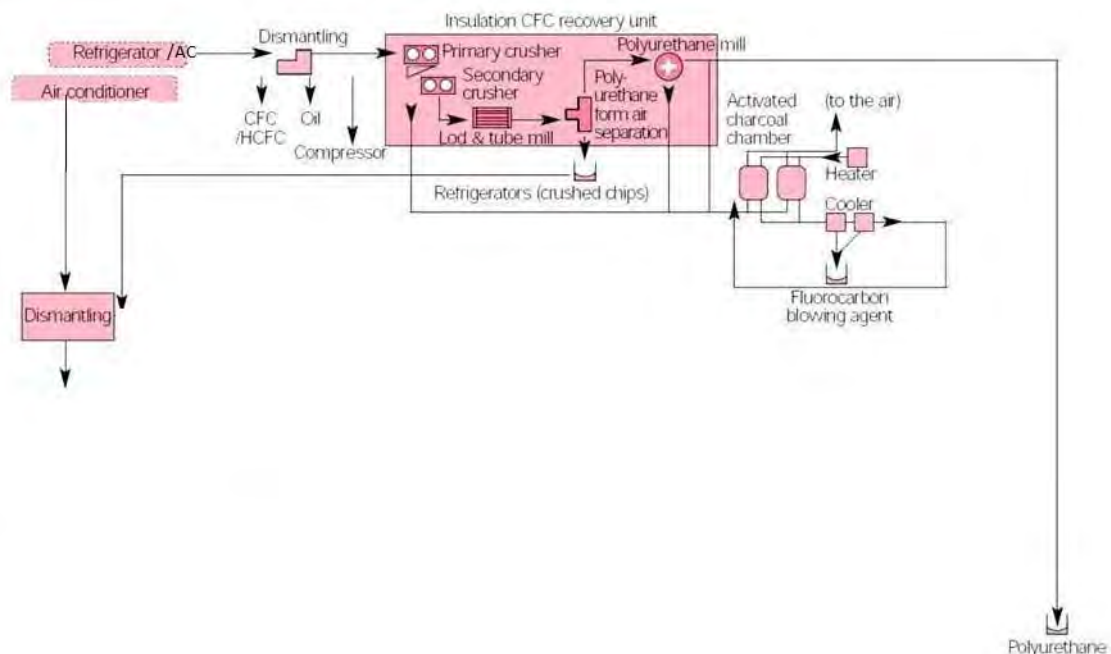 Insulation CFC recovery unit
Refrigerator /AC
Dismantling
Primary crusher
Polyurethane mill
Air conditioner
Secondary
crusher
Poly-
urethane
form air
separation
CFC
/HCFC
Oil
Compressor
Lod & tube mill
Activated
charcoal
chamber
(to the air)
Heater
Refrigerators (crushed chips)
Cooler
Dismantling
Fluorocarbon
blowing agent
Polyurethane